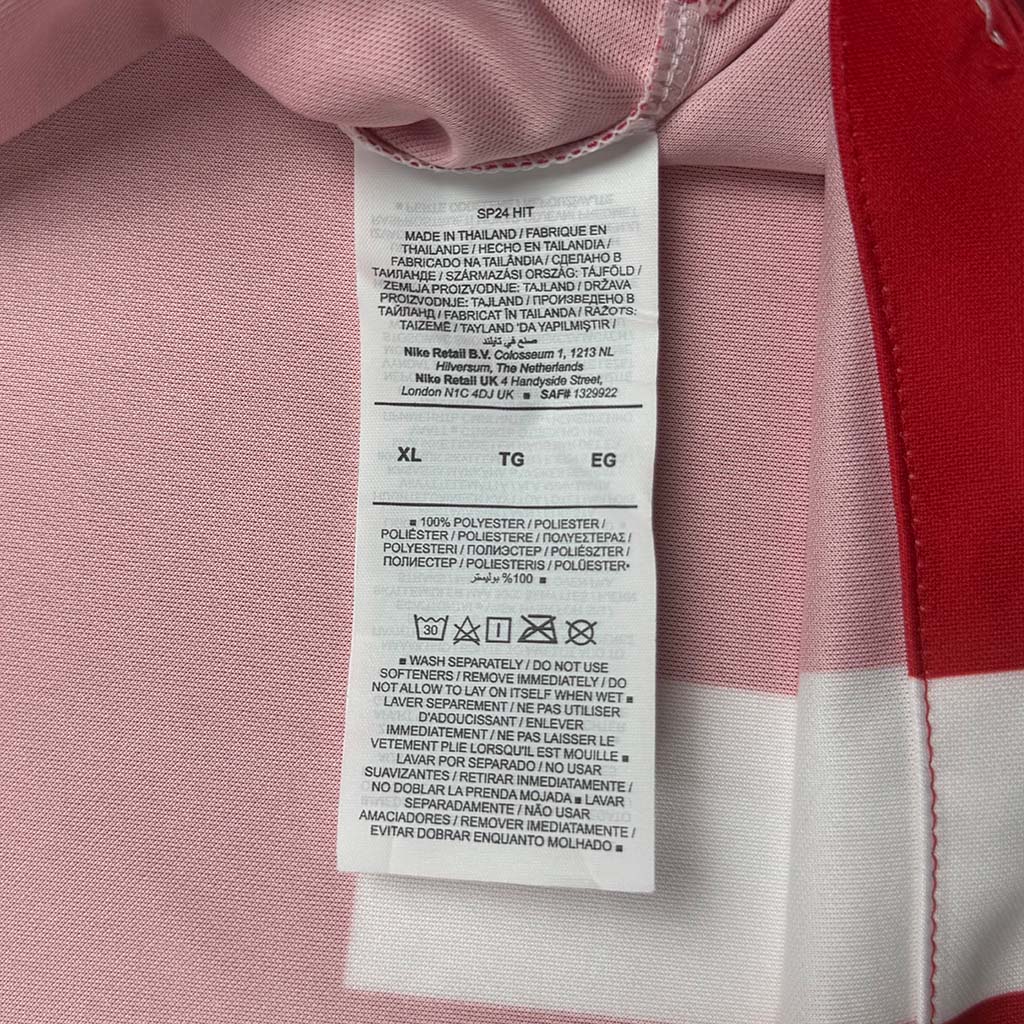 SP24 HIT
MADE IN THAILAND / FABRIQUE EN
THAILANDE / HECHO EN TAILANDIA /
FABRICADO NA TAILÂNDIA / СДЕЛАНО В
ТАИЛАНДЕ / SZÁRMAZÁSI ORSZÁG: TÁJFÖLD /
ZEMLJA PROIZVODNJE: TAJLAND / DRŽAVA
PROIZVODNJE: TAJLAND / ПРОИЗВЕДЕНО В
ТАЙЛАНД / FABRICAT ÎN TAILANDA / RAŽOTS:
TAIZEMĒ / TAYLAND 'DA YAPILMIŞTIR /
صنع في تايلند
Nike Retail B.V. Colosseum 1, 1213 NL
Hilversum, The Netherlands
Nike Retail UK 4 Handyside Street,
London N1C 4DJ UK ■ SAF# 1329922
XL TG EG
■ 100% POLYESTER / POLIESTER /
POLIÉSTER / POLIESTERE / ΠΟΛΥΕΣΤΕΡΑΣ /
POLYESTERI / ПОЛИЭСТЕР / POLIÉSZTER /
ПОЛИЕСТЕР / POLIESTERIS / POLÜESTER•
%100 بوليستر ■
30
■ WASH SEPARATELY / DO NOT USE
SOFTENERS / REMOVE IMMEDIATELY / DO
NOT ALLOW TO LAY ON ITSELF WHEN WET ■
LAVER SEPAREMENT / NE PAS UTILISER
D'ADOUCISSANT / ENLEVER
IMMEDIATEMENT / NE PAS LAISSER LE
VETEMENT PLIE LORSQU'IL EST MOUILLE ■
LAVAR POR SEPARADO / NO USAR
SUAVIZANTES / RETIRAR INMEDIATAMENTE /
NO DOBLAR LA PRENDA MOJADA ■ LAVAR
SEPARADAMENTE / NÃO USAR
AMACIADORES / REMOVER IMEDIATAMENTE /
EVITAR DOBRAR ENQUANTO MOLHADO ■